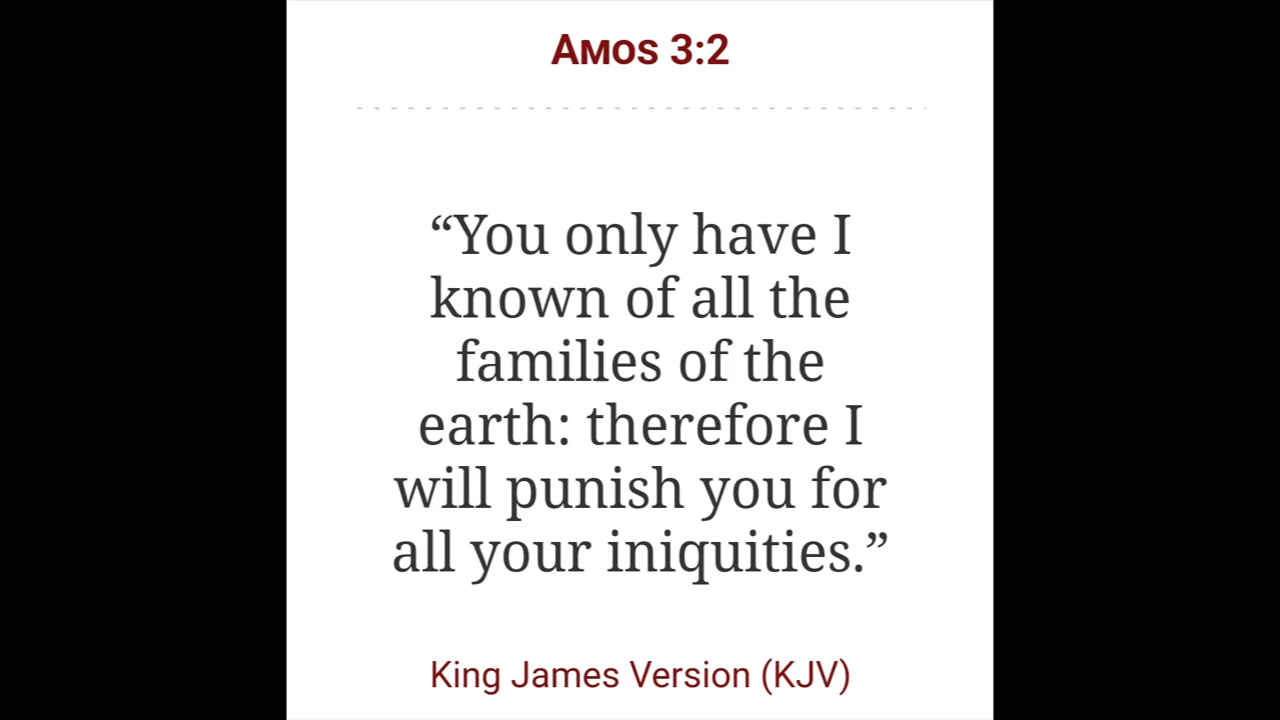 Amos 3:2
“You only have I
known of all the
families of the
earth: therefore I
will punish you for
all your iniquities.”
King James Version (KJV)